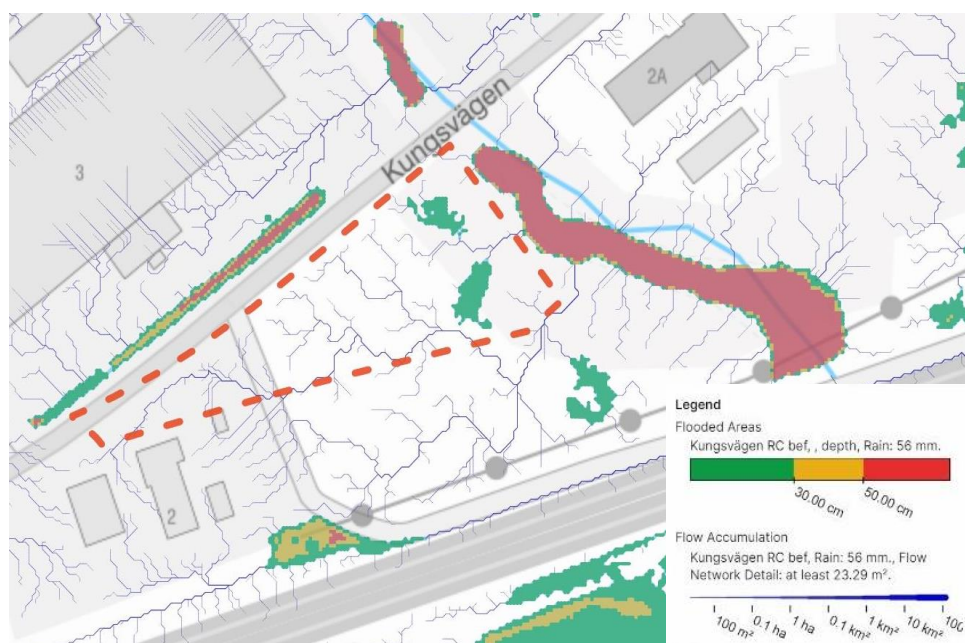 2A
Kungsvägen
3
2
Legend
Flooded Areas
Kungsvägen RC bef, , depth, Rain: 56 mm.
30.00 cm
50.00 cm
Flow Accumulation
Kungsvägen RC bef, Rain: 56 mm., Flow
Network Detail: at least 23.29 m².
100 m²
0.1 ha
1 ha
0.1 km²
1 km²
10 km²
100